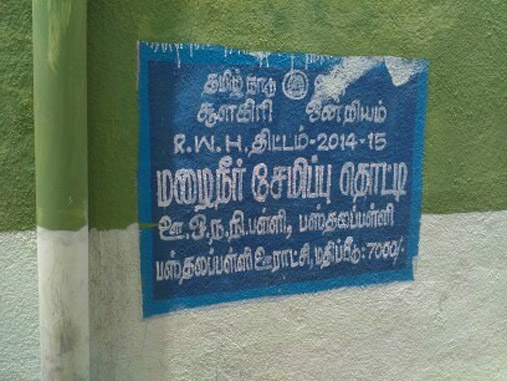 தமிழ் நாடு
சூளகிரி ஒன்றியம்
R.W.H. திட்டம்-2014-15
மழைநீர் சேமிப்பு தொட்டி
ஊ.ஒ.ந.நி.பள்ளி, பஸ்தலப்பள்ளி
பஸ்தலப்பள்ளி ஊராட்சி, மதிப்பீடு: 7000/-